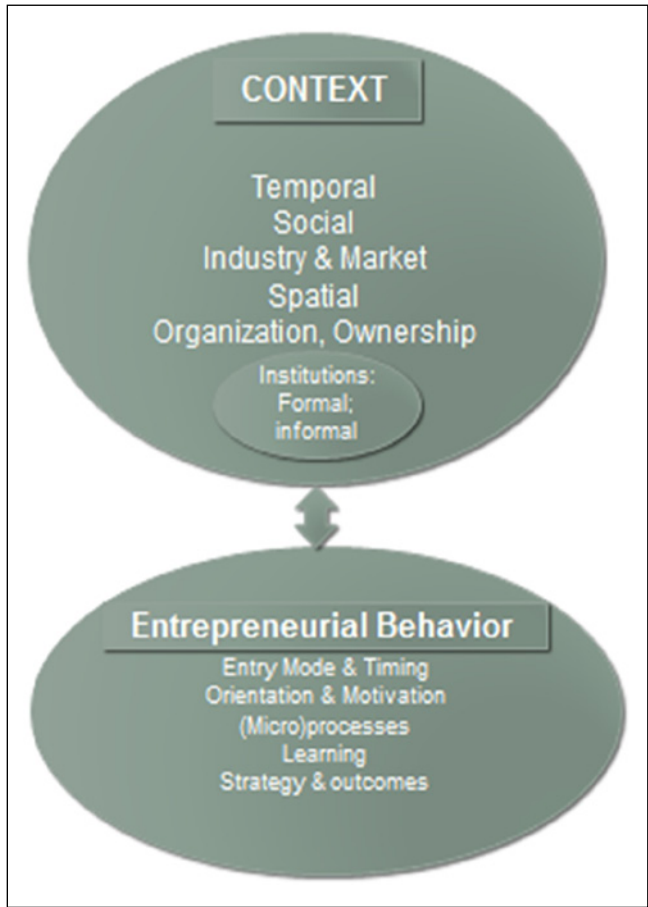 CONTEXT
Temporal
Social
Industry & Market
Spatial
Organization, Ownership
Institutions:
Formal;
informal
Entrepreneurial Behavior
Entry Mode & Timing
Orientation & Motivation
(Micro)processes
Learning
Strategy & outcomes